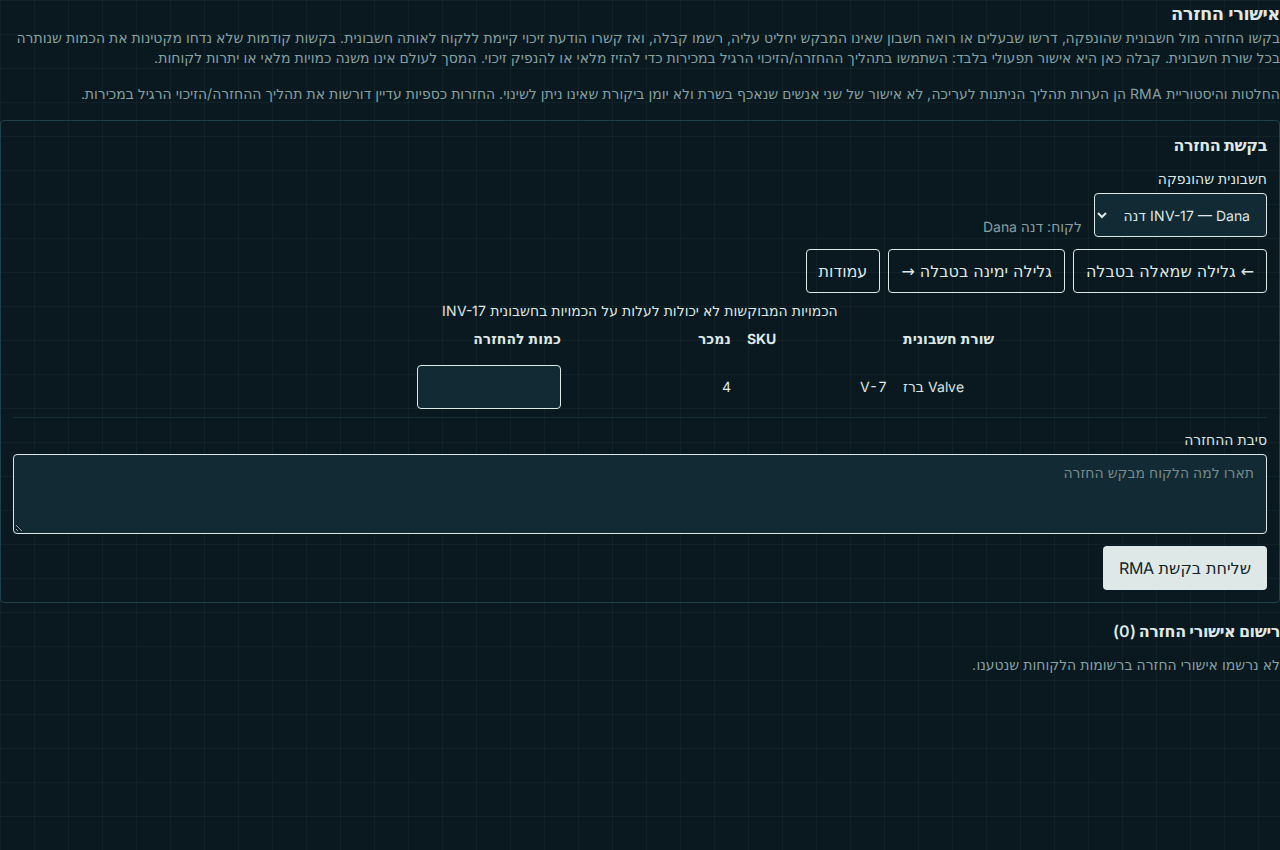 אישורי החזרה
בקשו החזרה מול חשבונית שהונפקה, דרשו שבעלים או רואה חשבון שאינו המבקש יחליט עליה, רשמו קבלה, ואז קשרו הודעת זיכוי קיימת ללקוח לאותה חשבונית. בקשות קודמות שלא נדחו מקטינות את הכמות שנותרה
בכל שורת חשבונית. קבלה כאן היא אישור תפעולי בלבד: השתמשו בתהליך ההחזרה/הזיכוי הרגיל במכירות כדי להזיז מלאי או להנפיק זיכוי. המסך לעולם אינו משנה כמויות מלאי או יתרות לקוחות.
החלטות והיסטוריית RMA הן הערות תהליך הניתנות לעריכה, לא אישור של שני אנשים שנאכף בשרת ולא יומן ביקורת שאינו ניתן לשינוי. החזרות כספיות עדיין דורשות את תהליך ההחזרה/הזיכוי הרגיל במכירות.
בקשת החזרה
חשבונית שהונפקה
INV-17 — Dana דנה
לקוח: דנה Dana
← גלילה שמאלה בטבלה
גלילה ימינה בטבלה →
עמודות
הכמויות המבוקשות לא יכולות לעלות על הכמויות בחשבונית INV-17
שורת חשבונית SKU נמכר כמות להחזרה
Valve ברז V-7 4
סיבת ההחזרה
תארו למה הלקוח מבקש החזרה
שליחת בקשת RMA
רישום אישורי החזרה (0)
לא נרשמו אישורי החזרה ברשומות הלקוחות שנטענו.